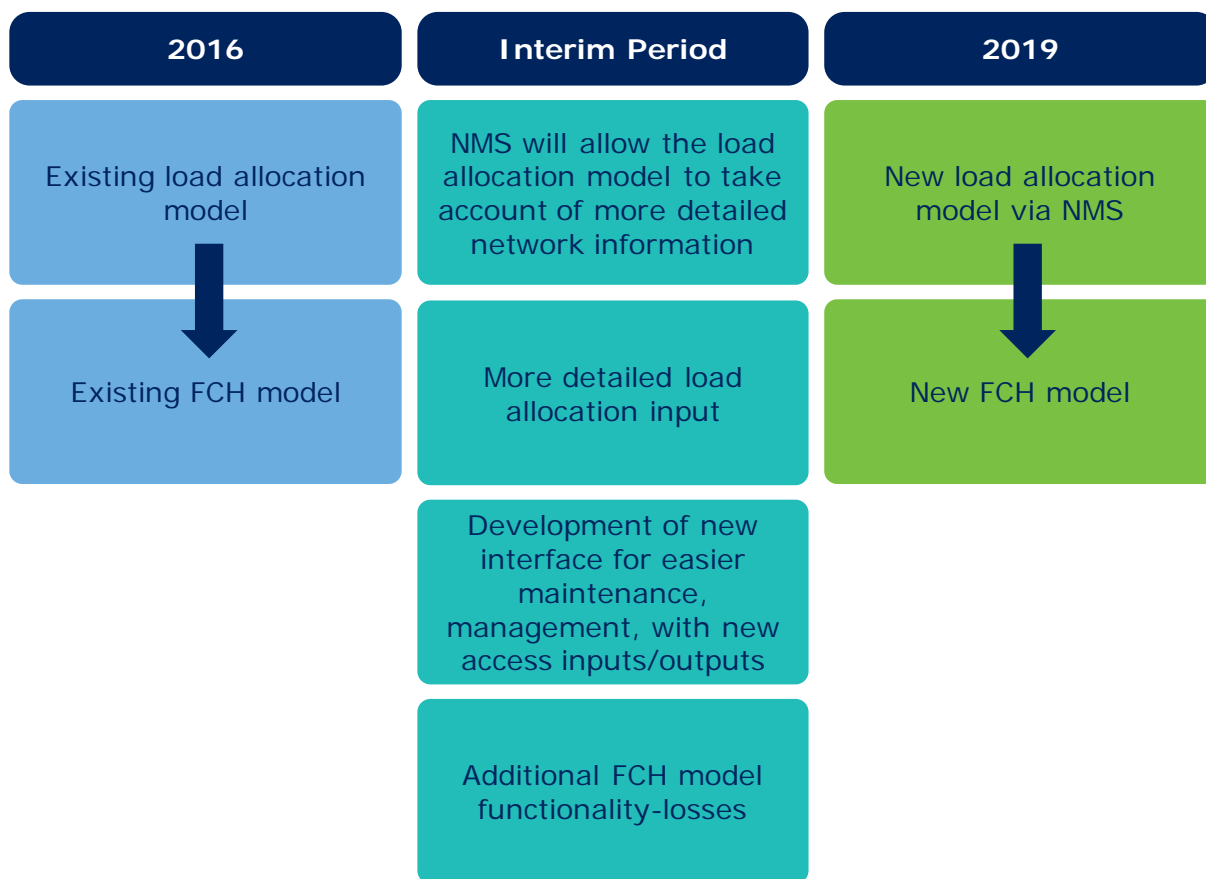 2016
Interim Period
2019
Existing load allocation
model
Existing FCH model
NMS will allow the load
allocation model to take
account of more detailed
network information
More detailed load
allocation input
Development of new
interface for easier
maintenance,
management, with new
access inputs/outputs
Additional FCH model
functionality-losses
New load allocation
model via NMS
New FCH model